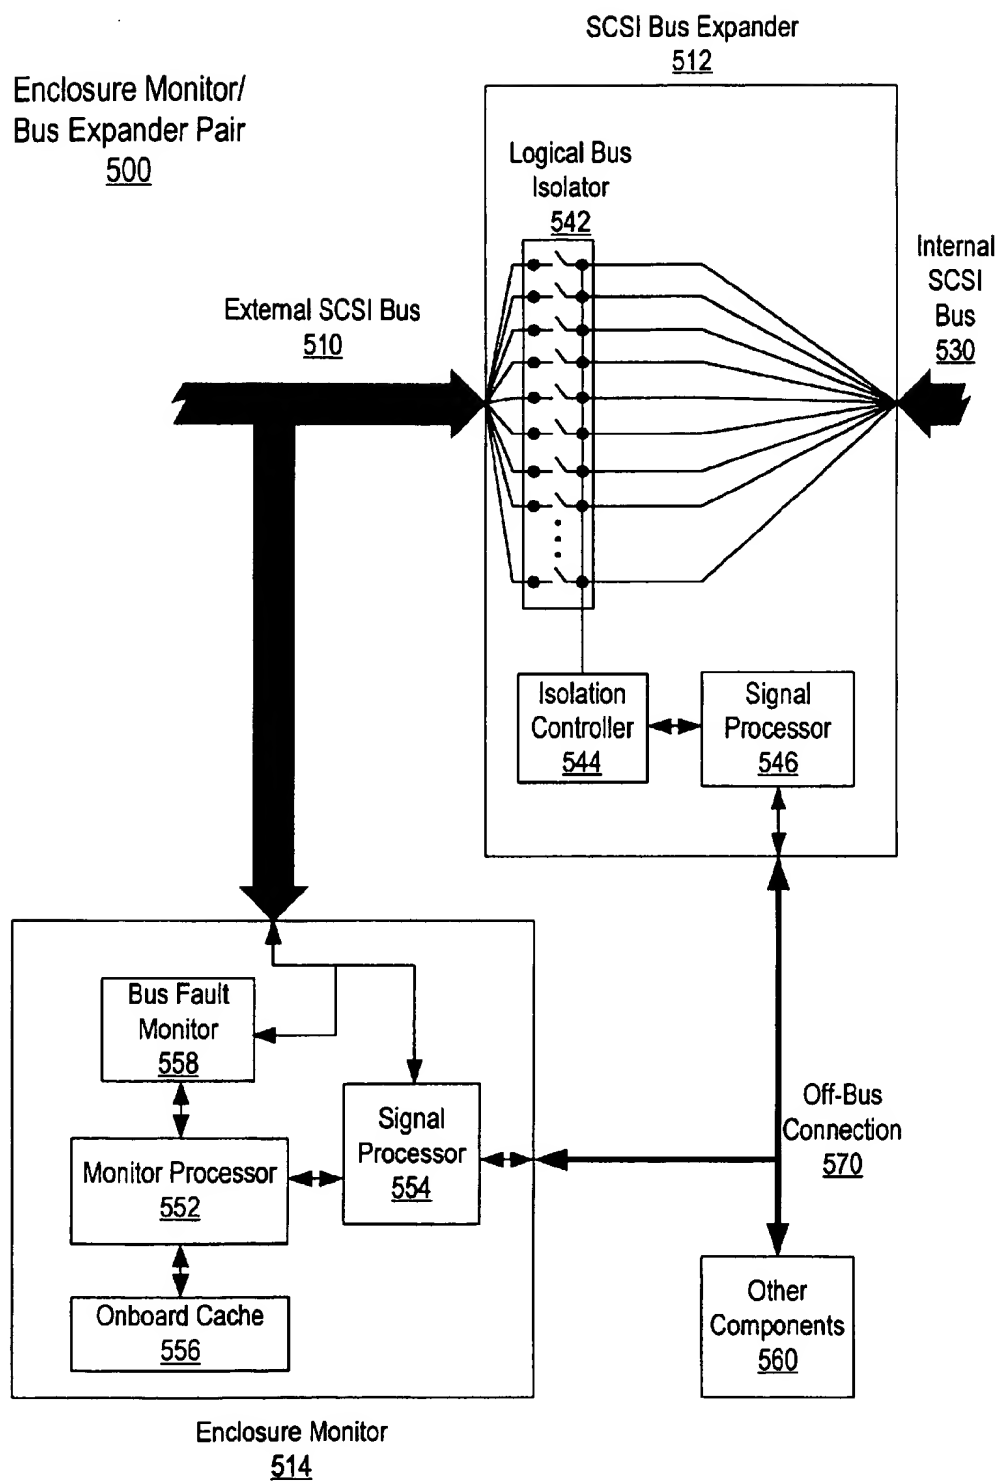 SCSI Bus Expander
512
Enclosure Monitor/
Bus Expander Pair
500
Logical Bus
Isolator
542
Internal
SCSI
Bus
530
External SCSI Bus
510
Isolation
Controller
544
Signal
Processor
546
Bus Fault
Monitor
558
Signal
Processor
554
Off-Bus
Connection
570
Monitor Processor
552
Onboard Cache
556
Other
Components
560
Enclosure Monitor
514